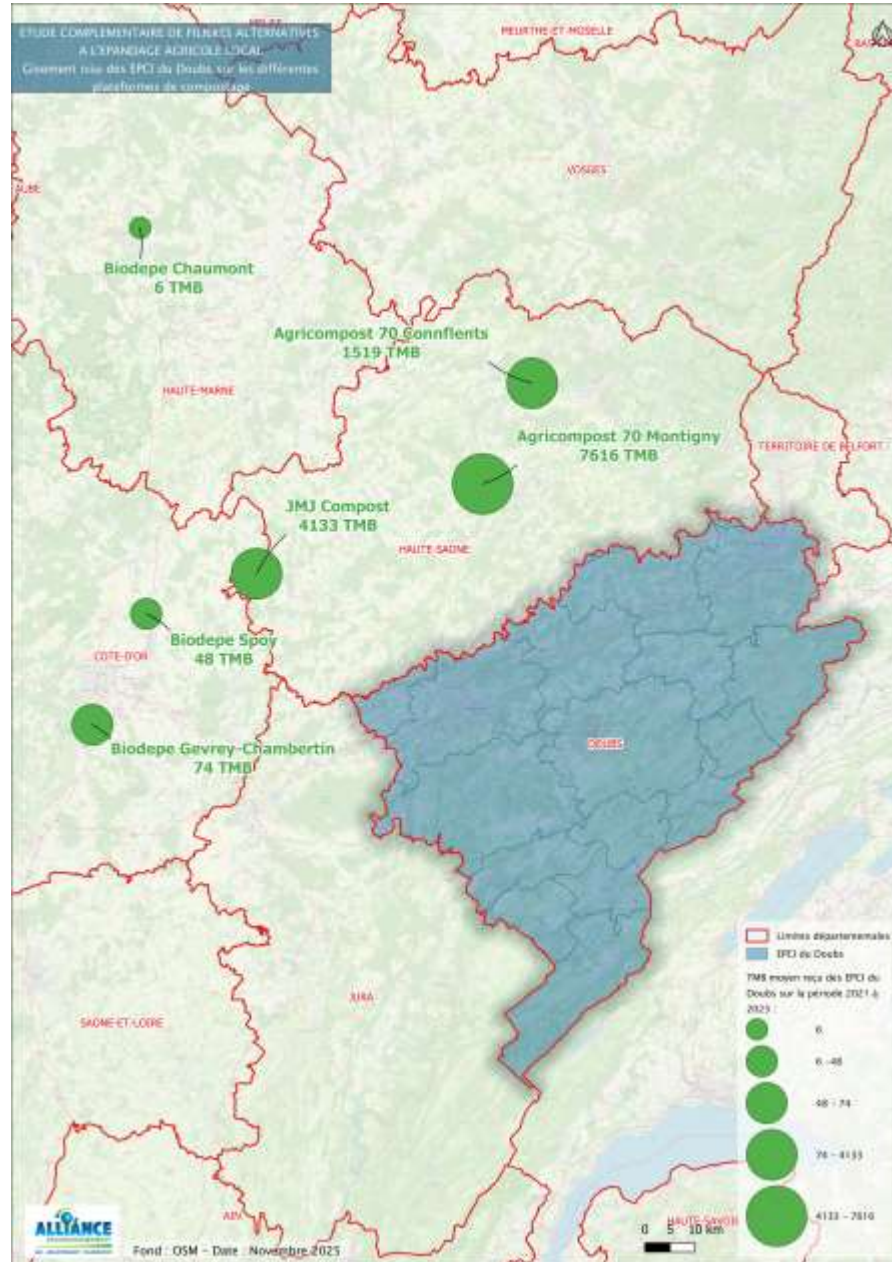 ETUDE COMPLEMENTAIRE DE FILIERES ALTERNATIVES
A L'EPANDAGE AGRICOLE LOCAL
Gisement reçu des EPCI du Doubs sur les différentes
plateformes de compostage
MEURTHE-ET-MOSELLE
AUBE
VOSGES
Biodepe Chaumont
6 TMB
Agricompost 70 Connflents
1519 TMB
HAUTE-MARNE
Agricompost 70 Montigny
7616 TMB
TERRITOIRE DE BELFORT
JMJ Compost
4133 TMB
HAUTE-SAONE
Biodepe Spoy
48 TMB
COTE-D'OR
Biodepe Gevrey-Chambertin
74 TMB
DOUBS
JURA
SAONE-ET-LOIRE
AIN
HAUTE-SAVOIE
Limites départementales
EPCI du Doubs
TMB moyen reçu des EPCI du
Doubs sur la période 2021 à
2023 :
6
6 -48
48 - 74
74 - 4133
4133 - 7616
0 5 10 km
ALLIANCE
Fond : OSM - Date : Novembre 2025